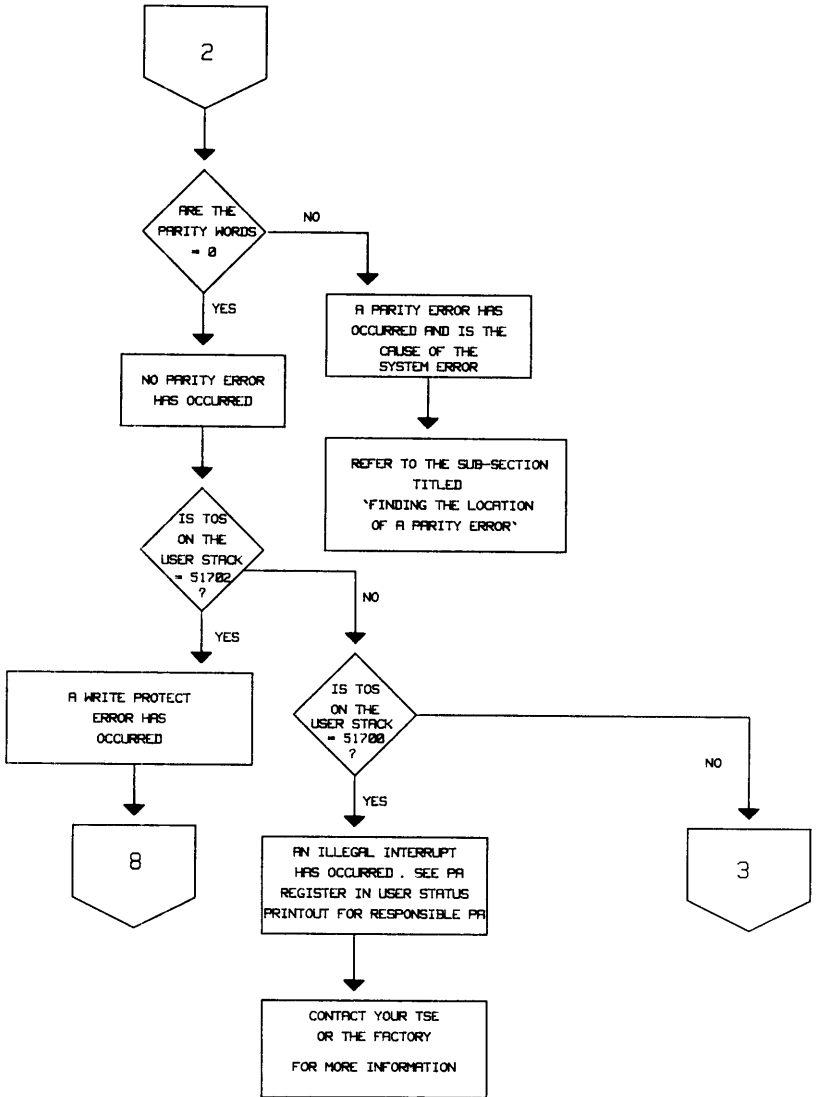 2
ARE THE
PARITY WORDS
= 0
NO
YES
A PARITY ERROR HAS
OCCURRED AND IS THE
CAUSE OF THE
SYSTEM ERROR
NO PARITY ERROR
HAS OCCURRED
REFER TO THE SUB-SECTION
TITLED
`FINDING THE LOCATION
OF A PARITY ERROR`
IS TOS
ON THE
USER STACK
= 51702
?
NO
YES
A WRITE PROTECT
ERROR HAS
OCCURRED
IS TOS
ON THE
USER STACK
= 51700
?
NO
YES
8
AN ILLEGAL INTERRUPT
HAS OCCURRED . SEE PA
REGISTER IN USER STATUS
PRINTOUT FOR RESPONSIBLE PA
3
CONTACT YOUR TSE
OR THE FACTORY
FOR MORE INFORMATION